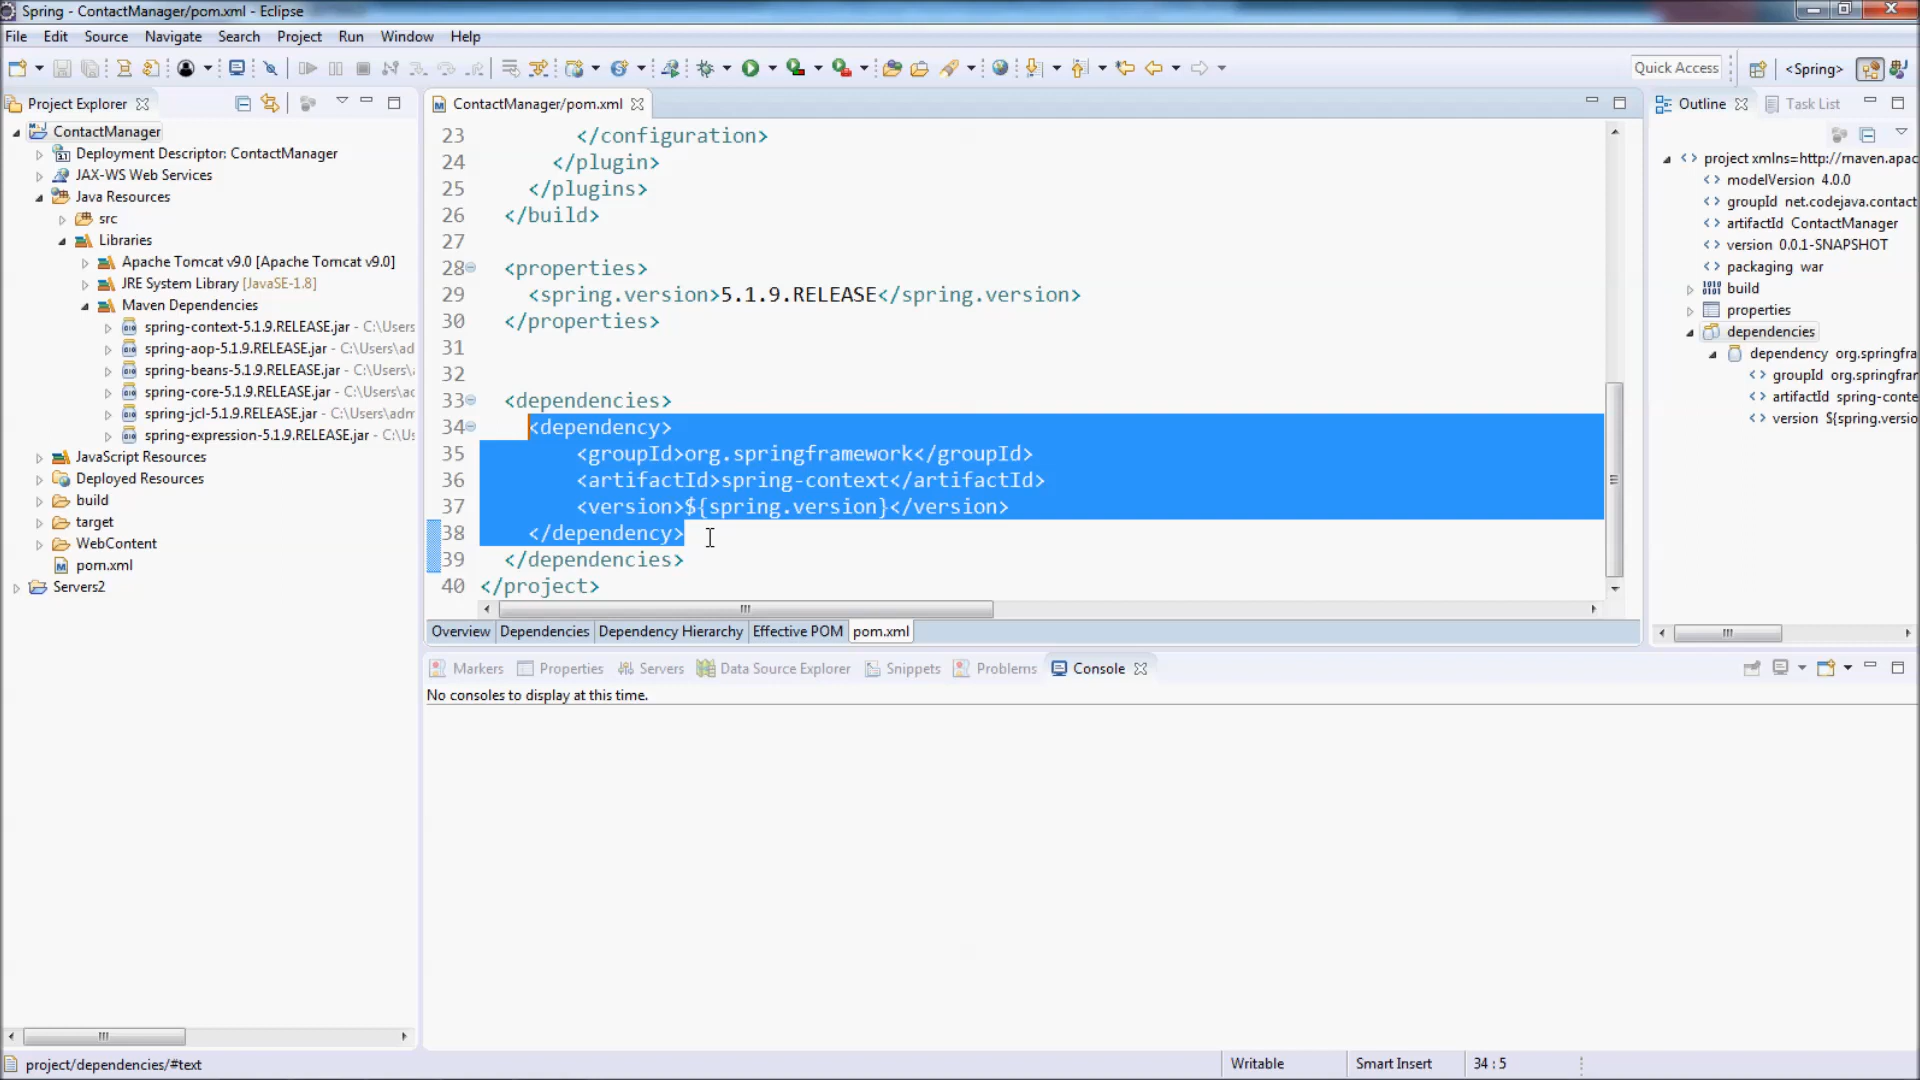 Spring - ContactManager/pom.xml - Eclipse
File Edit Source Navigate Search Project Run Window Help
Quick Access
<Spring>
Project Explorer
ContactManager
Deployment Descriptor: ContactManager
JAX-WS Web Services
Java Resources
src
Libraries
Apache Tomcat v9.0 [Apache Tomcat v9.0]
JRE System Library [JavaSE-1.8]
Maven Dependencies
spring-context-5.1.9.RELEASE.jar - C:\Users
spring-aop-5.1.9.RELEASE.jar - C:\Users\ad
spring-beans-5.1.9.RELEASE.jar - C:\Users\a
spring-core-5.1.9.RELEASE.jar - C:\Users\ac
spring-jcl-5.1.9.RELEASE.jar - C:\Users\adm
spring-expression-5.1.9.RELEASE.jar - C:\Us
JavaScript Resources
Deployed Resources
build
target
WebContent
pom.xml
Servers2
ContactManager/pom.xml
23 </configuration>
24 </plugin>
25 </plugins>
26 </build>
27
28 <properties>
29 <spring.version>5.1.9.RELEASE</spring.version>
30 </properties>
31
32
33 <dependencies>
34 <dependency>
35 <groupId>org.springframework</groupId>
36 <artifactId>spring-context</artifactId>
37 <version>${spring.version}</version>
38 </dependency>
39 </dependencies>
40 </project>
Overview Dependencies Dependency Hierarchy Effective POM pom.xml
Outline Task List
project xmlns=http://maven.apac
modelVersion 4.0.0
groupId net.codejava.contact
artifactId ContactManager
version 0.0.1-SNAPSHOT
packaging war
build
properties
dependencies
dependency org.springfra
groupId org.springfrar
artifactId spring-conte
version ${spring.versio
Markers Properties Servers Data Source Explorer Snippets Problems Console
No consoles to display at this time.
project/dependencies/#text
Writable
Smart Insert
34 : 5